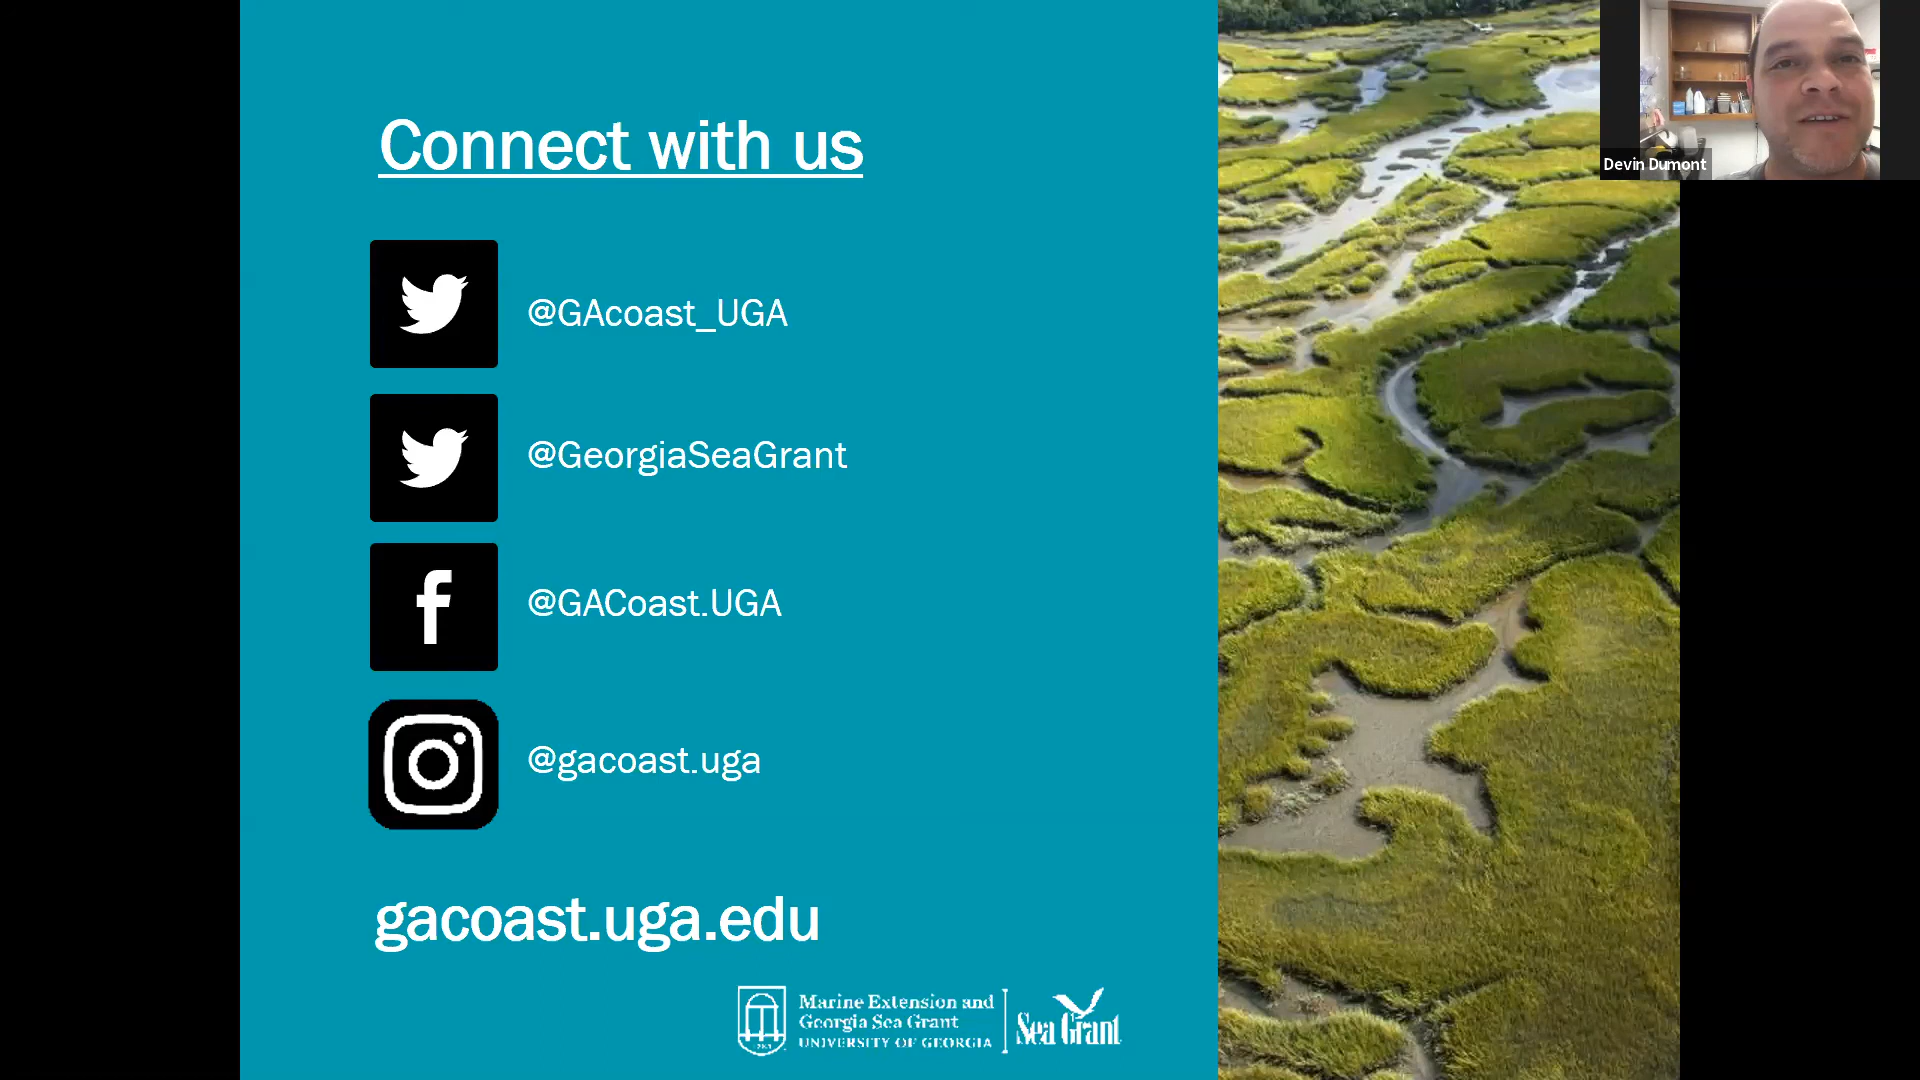 Connect with us
@GAcoast_UGA
@GeorgiaSeaGrant
@GACoast.UGA
@gacoast.uga
gacoast.uga.edu
Marine Extension and
Georgia Sea Grant
UNIVERSITY OF GEORGIA
Sea Grant
Devin Dumont